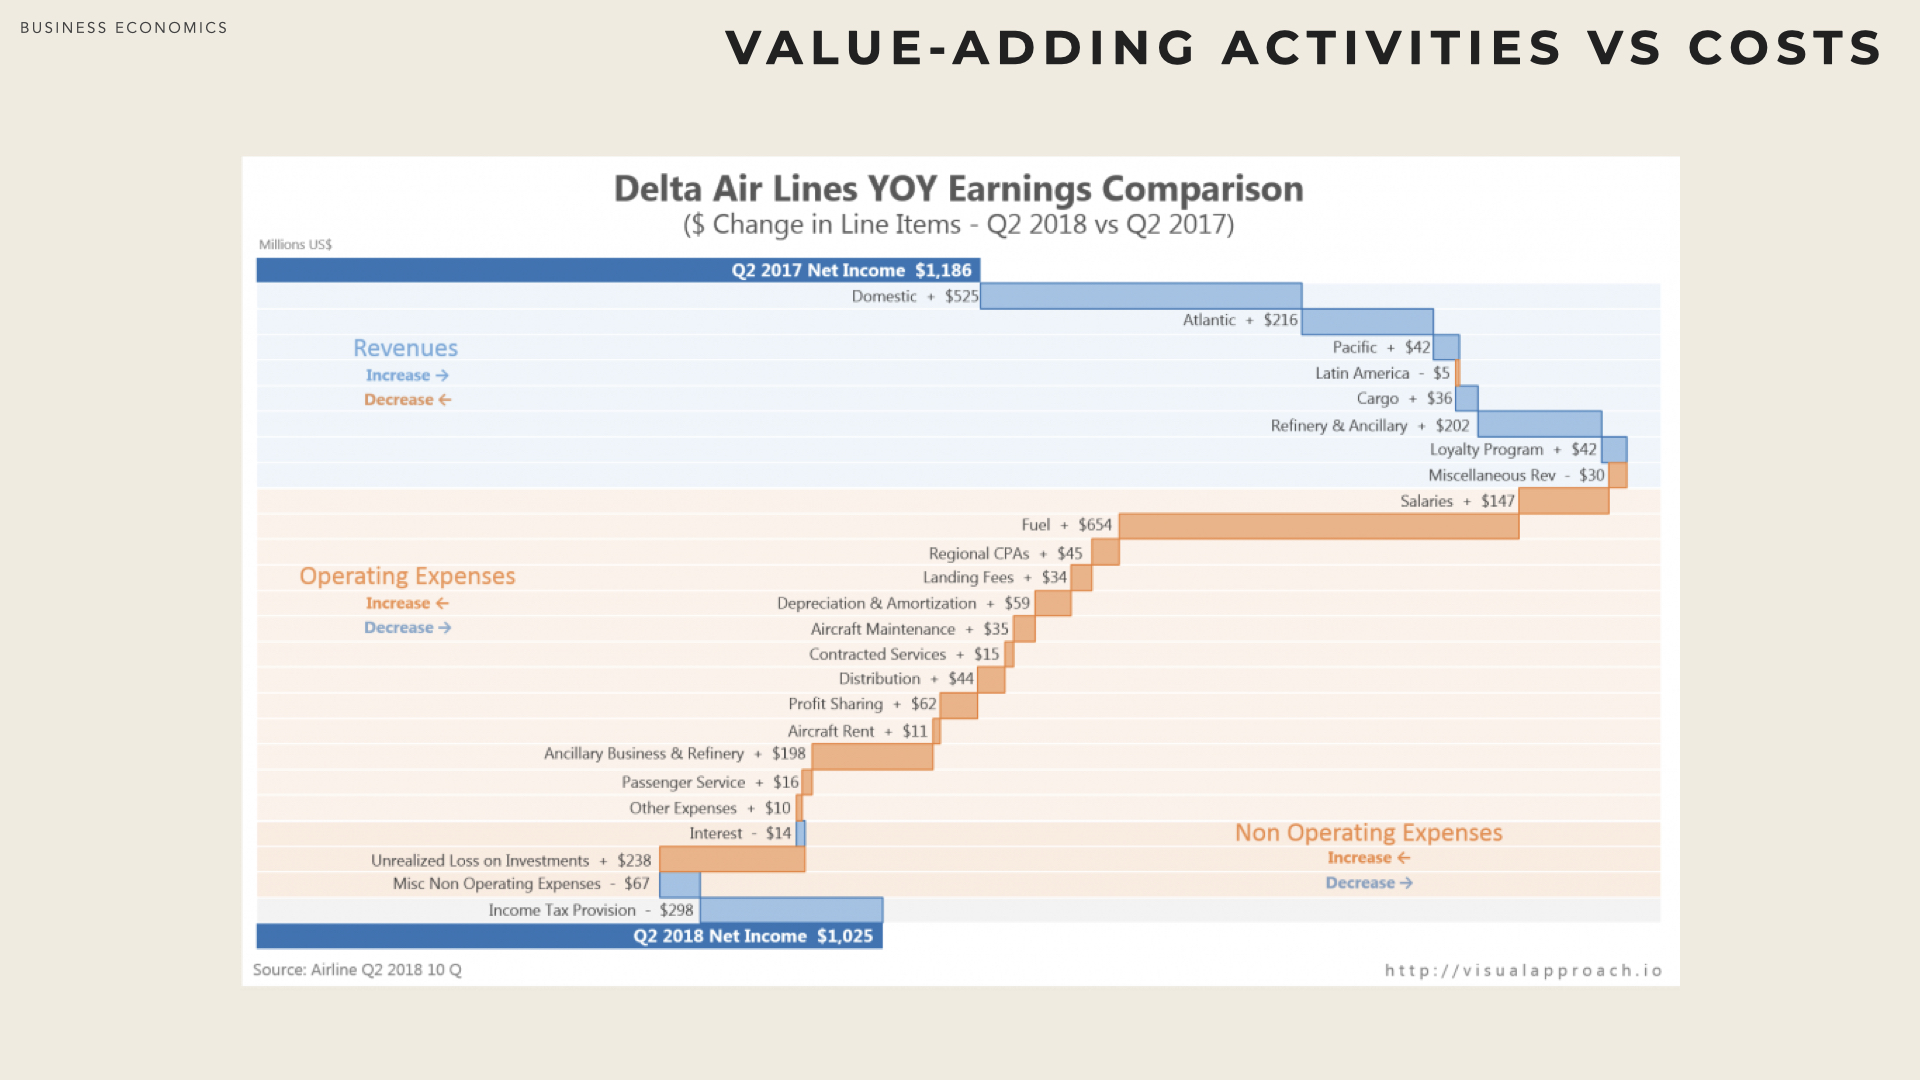 BUSINESS ECONOMICS
VALUE-ADDING ACTIVITIES VS COSTS
Delta Air Lines YOY Earnings Comparison
($ Change in Line Items - Q2 2018 vs Q2 2017)
Millions US$
Q2 2017 Net Income $1,186
Domestic + $525
Atlantic + $216
Revenues
Pacific + $42
Increase →
Latin America - $5
Decrease ←
Cargo + $36
Refinery & Ancillary + $202
Loyalty Program + $42
Miscellaneous Rev - $30
Salaries + $147
Fuel + $654
Regional CPAs + $45
Operating Expenses
Landing Fees + $34
Increase ←
Depreciation & Amortization + $59
Decrease →
Aircraft Maintenance + $35
Contracted Services + $15
Distribution + $44
Profit Sharing + $62
Aircraft Rent + $11
Ancillary Business & Refinery + $198
Passenger Service + $16
Other Expenses + $10
Interest - $14
Non Operating Expenses
Unrealized Loss on Investments + $238
Increase ←
Misc Non Operating Expenses - $67
Decrease →
Income Tax Provision - $298
Q2 2018 Net Income $1,025
Source: Airline Q2 2018 10 Q
http://visualapproach.io